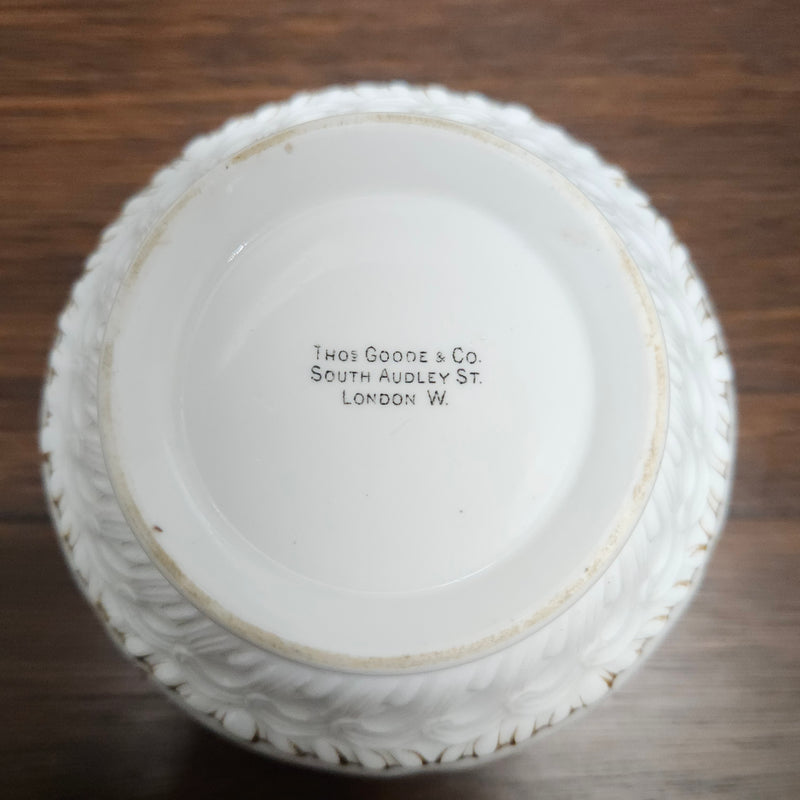 THOS GOODE & CO.
SOUTH AUDLEY ST.
LONDON W.